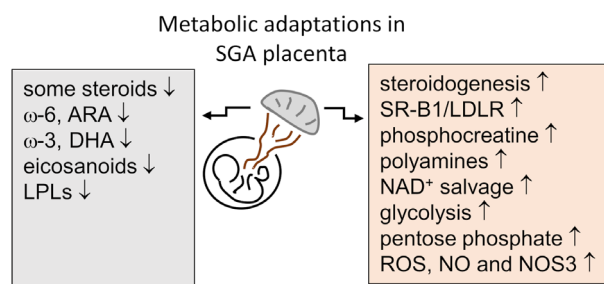 Metabolic adaptations in
SGA placenta
some steroids ↓
ω-6, ARA ↓
ω-3, DHA ↓
eicosanoids ↓
LPLs ↓
steroidogenesis ↑
SR-B1/LDLR ↑
phosphocreatine ↑
polyamines ↑
NAD⁺ salvage ↑
glycolysis ↑
pentose phosphate ↑
ROS, NO and NOS3 ↑